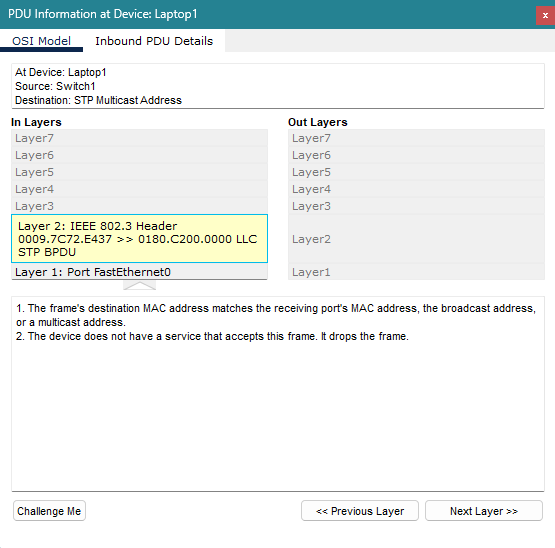 PDU Information at Device: Laptop1
x
OSI Model
Inbound PDU Details
At Device: Laptop1
Source: Switch1
Destination: STP Multicast Address
In Layers
Out Layers
Layer7
Layer7
Layer6
Layer6
Layer5
Layer5
Layer4
Layer4
Layer3
Layer3
Layer 2: IEEE 802.3 Header
0009.7C72.E437 >> 0180.C200.0000 LLC
STP BPDU
Layer2
Layer 1: Port FastEthernet0
Layer1
1. The frame's destination MAC address matches the receiving port's MAC address, the broadcast address,
or a multicast address.
2. The device does not have a service that accepts this frame. It drops the frame.
Challenge Me
<< Previous Layer
Next Layer >>